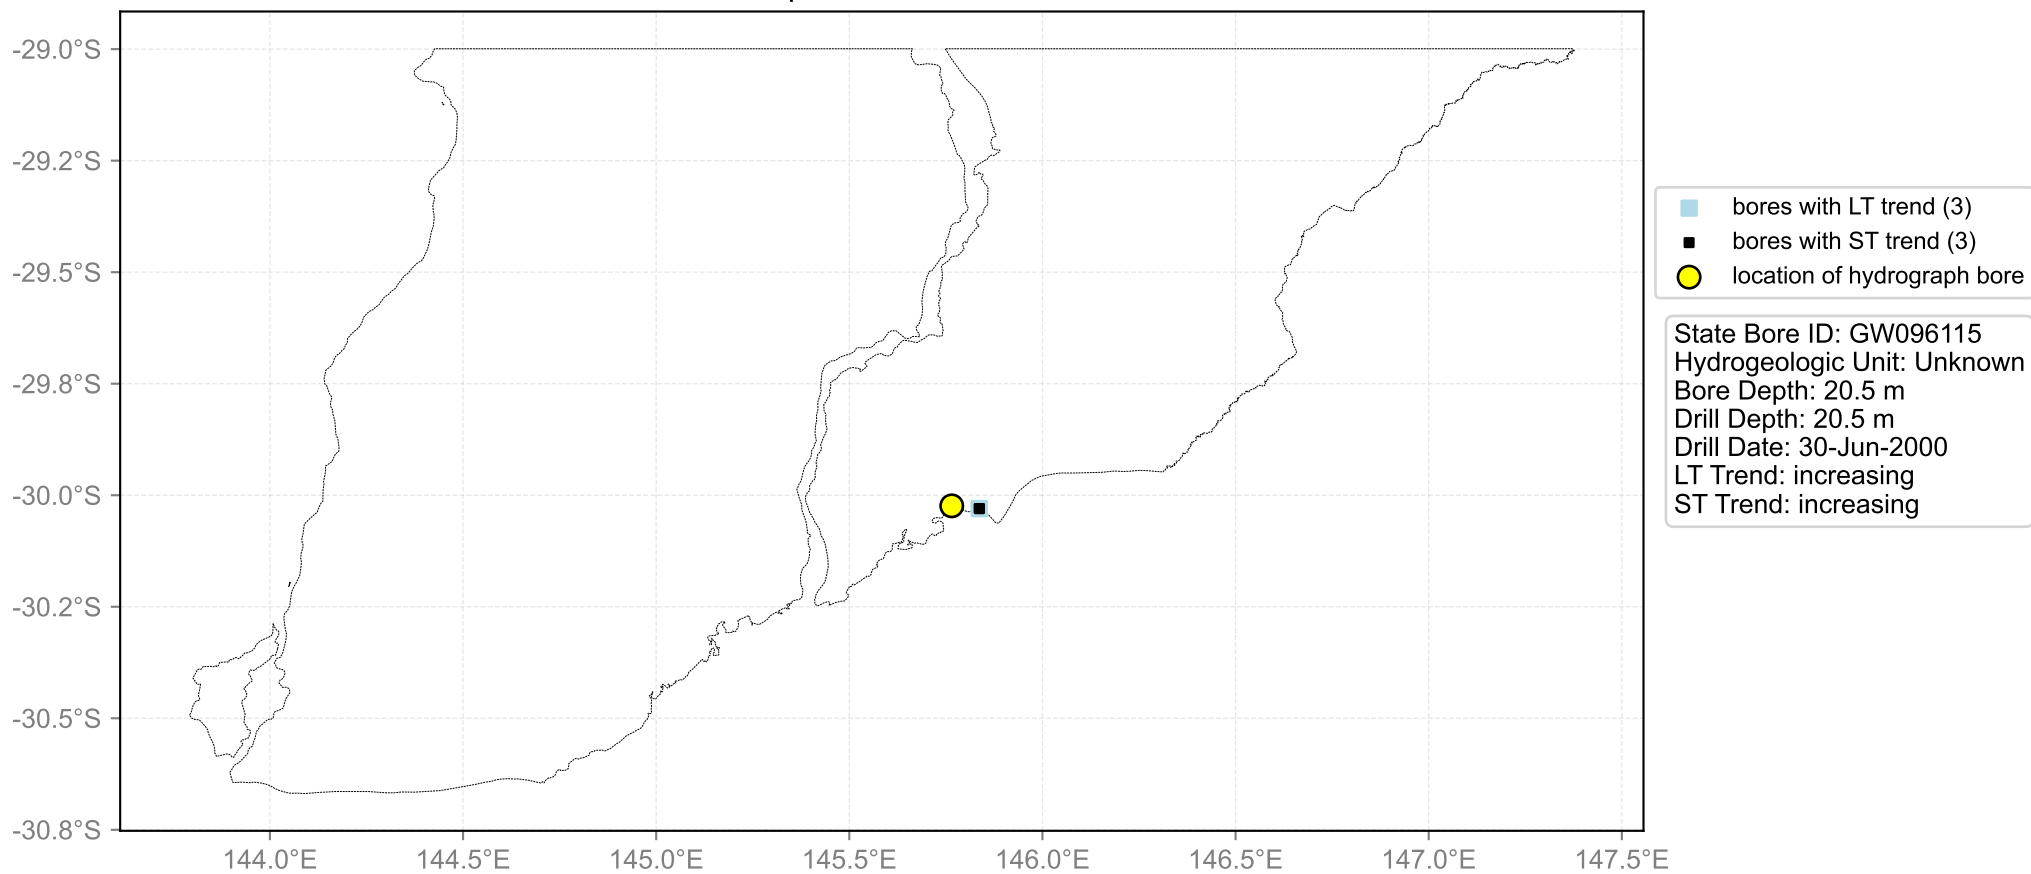 -29.0°S
-29.2°S
-29.5°S
-29.8°S
-30.0°S
-30.2°S
-30.5°S
-30.8°S
144.0°E
144.5°E
145.0°E
145.5°E
146.0°E
146.5°E
147.0°E
147.5°E
bores with LT trend (3)
bores with ST trend (3)
location of hydrograph bore
State Bore ID: GW096115
Hydrogeologic Unit: Unknown
Bore Depth: 20.5 m
Drill Depth: 20.5 m
Drill Date: 30-Jun-2000
LT Trend: increasing
ST Trend: increasing